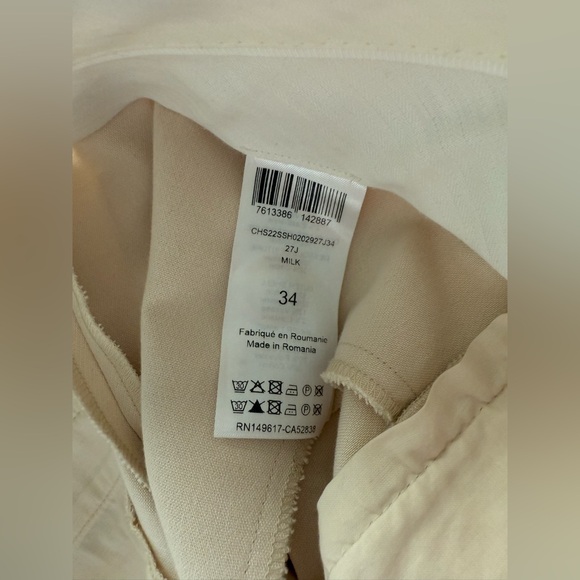 7613386 142887
CHS22SSH0202927J34
27J
MILK
34
Fabriqué en Roumanie
Made in Romania
RN149617-CA52838